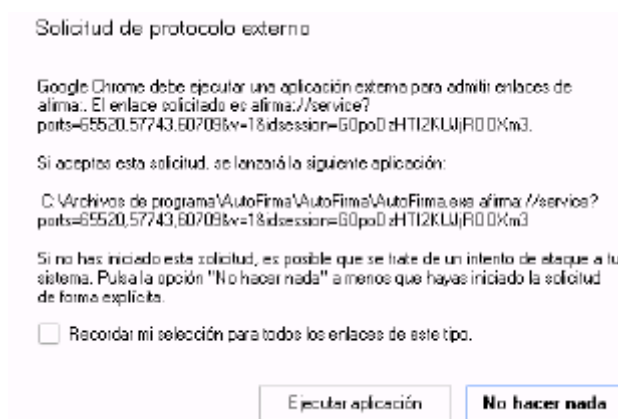 Solicitud de protocolo externo
Google Chrome debe ejecutar una aplicación externa para admitir enlaces de
afirma:. El enlace solicitado es afirma://service?
ports=65520,57743,60709&v=1&idsession=
Si aceptas esta solicitud, se lanzará la siguiente aplicación:
C:\Archivos de programa\AutoFirma\AutoFirma\AutoFirma.exe afirma://service?
ports=65520,57743,60709&v=1&idsession=
Si no has iniciado esta solicitud, es posible que se trate de un intento de ataque a tu
sistema. Pulsa la opción "No hacer nada" a menos que hayas iniciado la solicitud
de forma explícita.
Recordar mi selección para todos los enlaces de este tipo.
Ejecutar aplicación No hacer nada